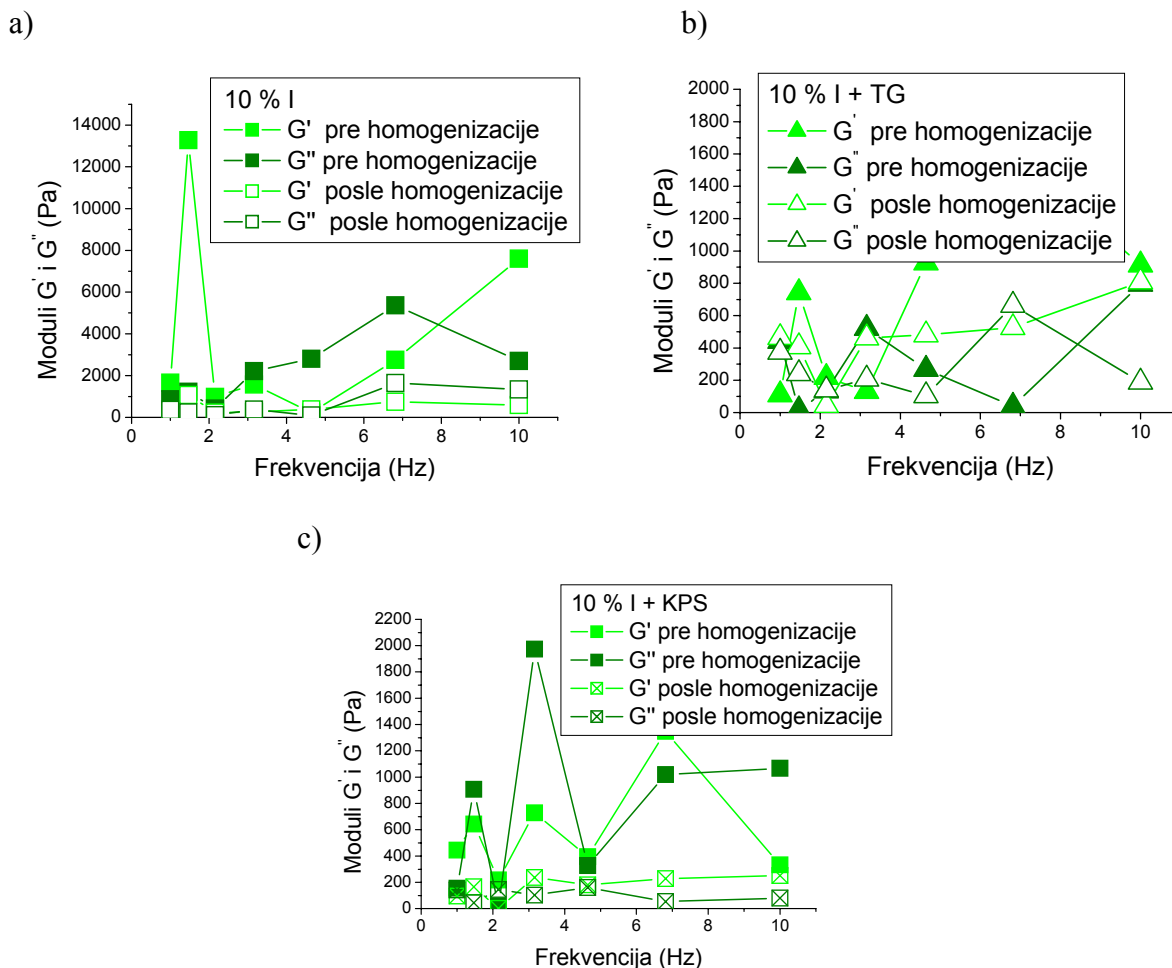 a)
10 % I
G' pre homogenizacije
G'' pre homogenizacije
G' posle homogenizacije
G'' posle homogenizacije
14000
12000
10000
8000
6000
4000
2000
0
Moduli G' i G'' (Pa)
0 2 4 6 8 10
Frekvencija (Hz)
b)
10 % I + TG
G' pre homogenizacije
G'' pre homogenizacije
G' posle homogenizacije
G'' posle homogenizacije
2000
1800
1600
1400
1200
1000
800
600
400
200
0
Moduli G' i G'' (Pa)
0 2 4 6 8 10
Frekvencija (Hz)
c)
10 % I + KPS
G' pre homogenizacije
G'' pre homogenizacije
G' posle homogenizacije
G'' posle homogenizacije
2200
2000
1800
1600
1400
1200
1000
800
600
400
200
0
Moduli G' i G'' (Pa)
0 2 4 6 8 10
Frekvencija (Hz)